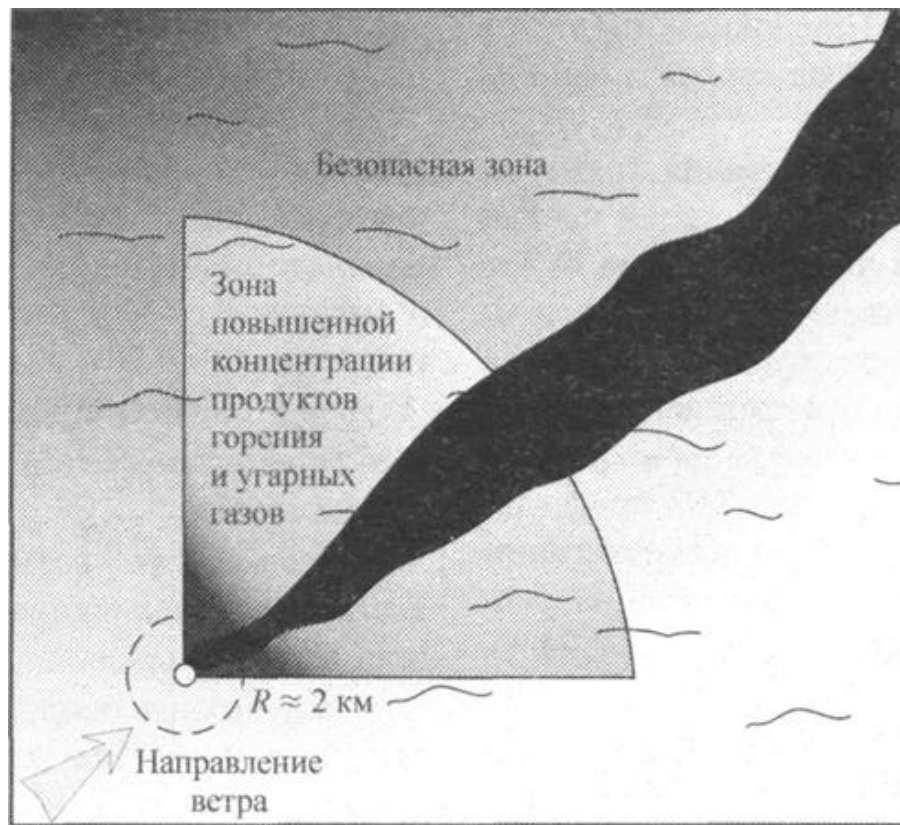 Безопасная зона
Зона
повышенной
концентрации
продуктов
горения
и угарных
газов
R ≈ 2 км
Направление
ветра